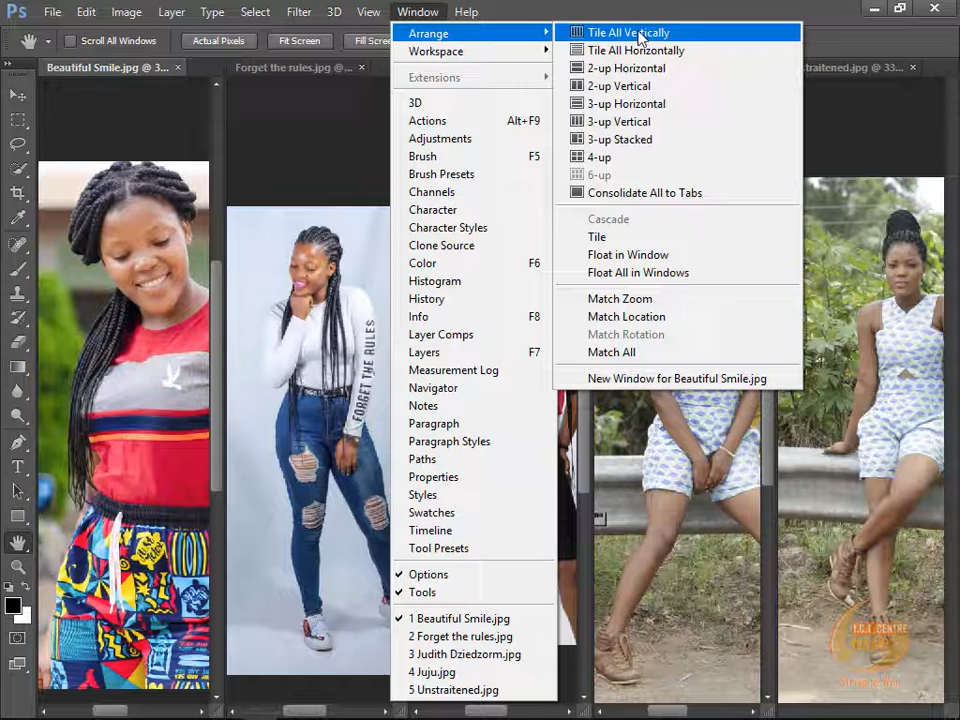 Ps File Edit Image Layer Type Select Filter 3D View Window Help
Scroll All Windows Actual Pixels Fit Screen Fill Scre
Beautiful Smile.jpg @ 3... ×
Forget the rules.jpg @ ... ×
straitened.jpg @ 33... ×
Arrange
Workspace
Extensions
3D
Actions Alt+F9
Adjustments
Brush F5
Brush Presets
Channels
Character
Character Styles
Clone Source
Color F6
Histogram
History
Info F8
Layer Comps
Layers F7
Measurement Log
Navigator
Notes
Paragraph
Paragraph Styles
Paths
Properties
Styles
Swatches
Timeline
Tool Presets
Options
Tools
1 Beautiful Smile.jpg
2 Forget the rules.jpg
3 Judith Dziedzorm.jpg
4 Juju.jpg
5 Unstraitened.jpg
Tile All Vertically
Tile All Horizontally
2-up Horizontal
2-up Vertical
3-up Horizontal
3-up Vertical
3-up Stacked
4-up
6-up
Consolidate All to Tabs
Cascade
Tile
Float in Window
Float All in Windows
Match Zoom
Match Location
Match Rotation
Match All
New Window for Beautiful Smile.jpg
FORGET THE RULES
I.C.I. CENTRE